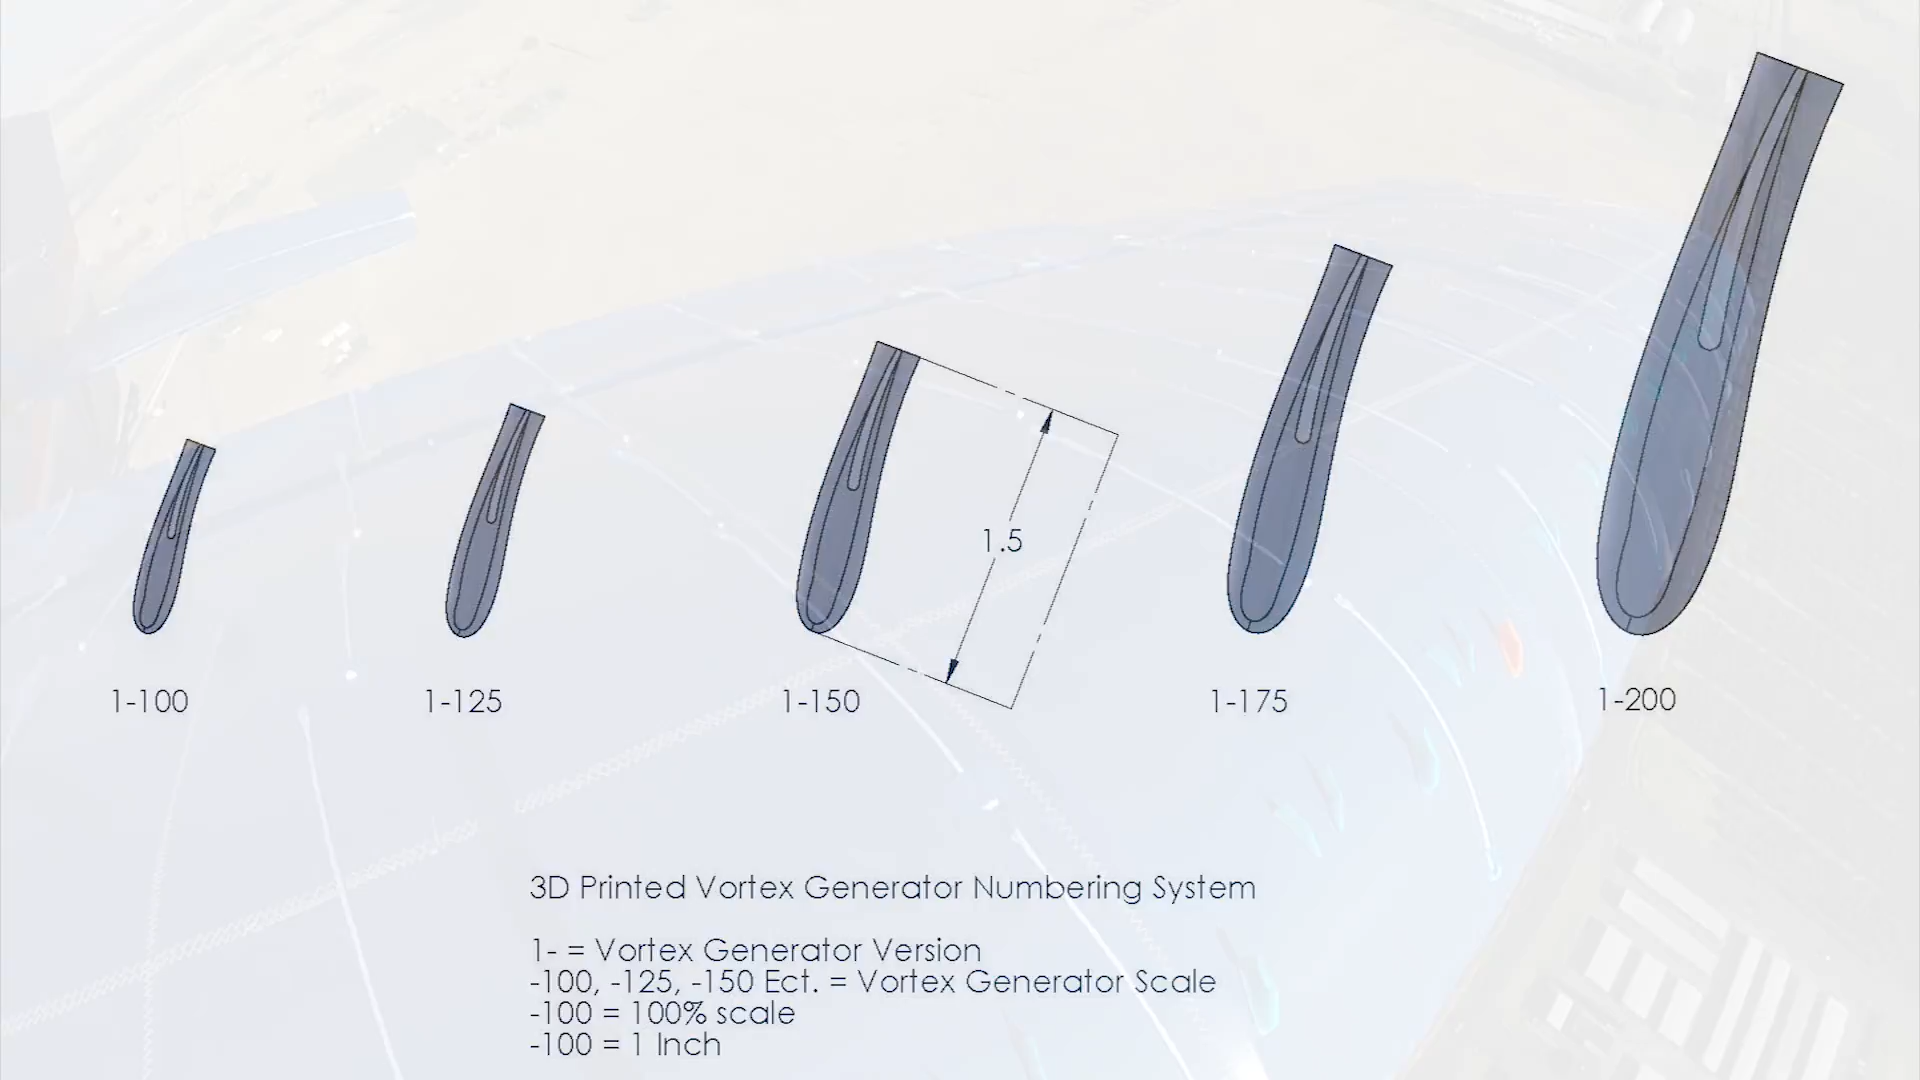 1.5
1-100
1-125
1-150
1-175
1-200
3D Printed Vortex Generator Numbering System
1- = Vortex Generator Version
-100, -125, -150 Ect. = Vortex Generator Scale
-100 = 100% scale
-100 = 1 Inch